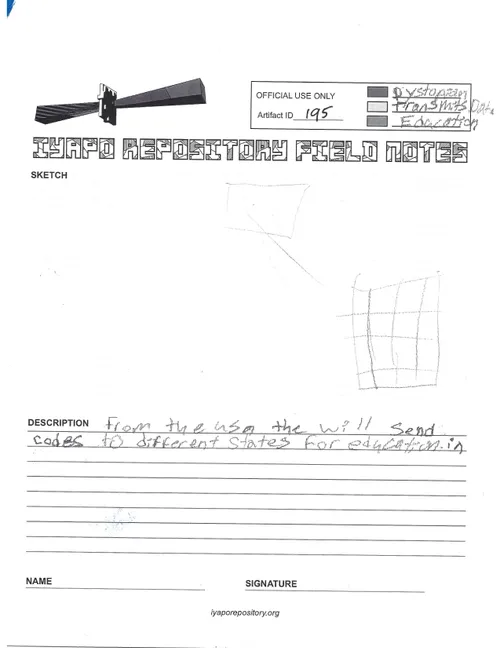 OFFICIAL USE ONLY
Artifact ID 195
Dystopian
Transmits Data
Education
IYAPO REPOSITORY FIELD NOTES
SKETCH
DESCRIPTION From the usa the will Send
codes to different States For education.in
NAME
SIGNATURE
iyaporepository.org